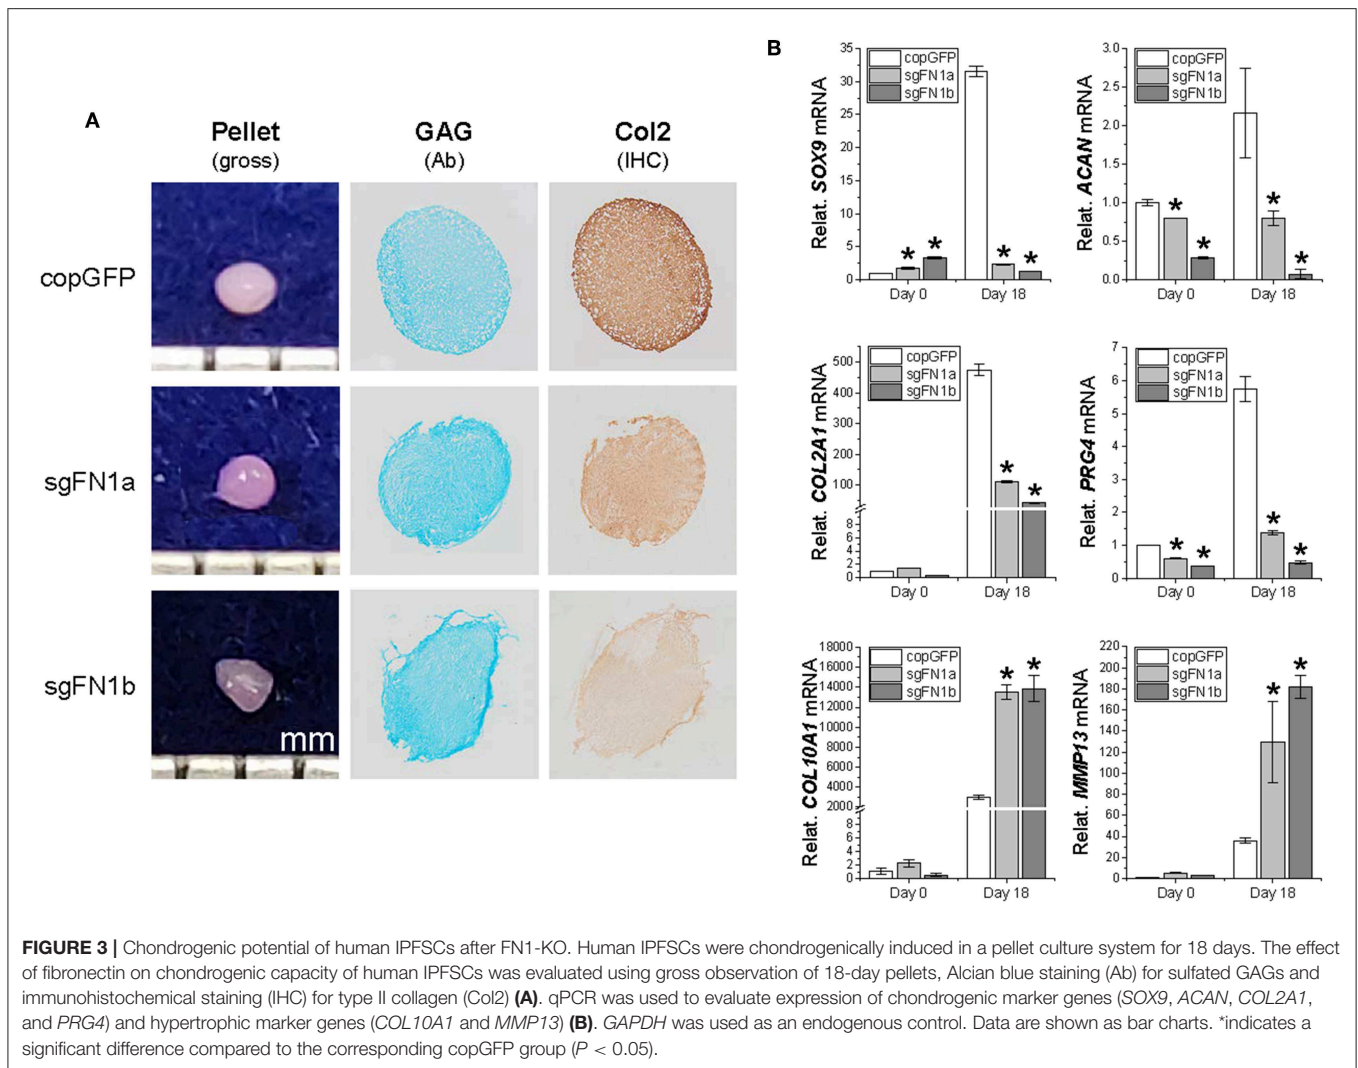 A
Pellet
(gross)
GAG
(Ab)
Col2
(IHC)
copGFP
sgFN1a
sgFN1b
mm
B
Relat. SOX9 mRNA
35
30
25
20
15
10
5
0
copGFP
sgFN1a
sgFN1b
* *
* *
Day 0
Day 18
Relat. ACAN mRNA
3.0
2.5
2.0
1.5
1.0
0.5
0.0
copGFP
sgFN1a
sgFN1b
* *
* *
Day 0
Day 18
Relat. COL2A1 mRNA
500
400
300
200
100
8
6
4
2
0
copGFP
sgFN1a
sgFN1b
* *
Day 0
Day 18
Relat. PRG4 mRNA
7
6
5
4
3
2
1
0
copGFP
sgFN1a
sgFN1b
* *
* *
Day 0
Day 18
Relat. COL10A1 mRNA
18000
16000
14000
12000
10000
8000
6000
4000
2000
8
6
4
2
0
copGFP
sgFN1a
sgFN1b
* *
Day 0
Day 18
Relat. MMP13 mRNA
220
200
180
160
140
120
100
80
60
40
20
0
copGFP
sgFN1a
sgFN1b
* *
Day 0
Day 18
FIGURE 3 | Chondrogenic potential of human IPFSCs after FN1-KO. Human IPFSCs were chondrogenically induced in a pellet culture system for 18 days. The effect
of fibronectin on chondrogenic capacity of human IPFSCs was evaluated using gross observation of 18-day pellets, Alcian blue staining (Ab) for sulfated GAGs and
immunohistochemical staining (IHC) for type II collagen (Col2) (A). qPCR was used to evaluate expression of chondrogenic marker genes (SOX9, ACAN, COL2A1,
and PRG4) and hypertrophic marker genes (COL10A1 and MMP13) (B). GAPDH was used as an endogenous control. Data are shown as bar charts. *indicates a
significant difference compared to the corresponding copGFP group (P < 0.05).